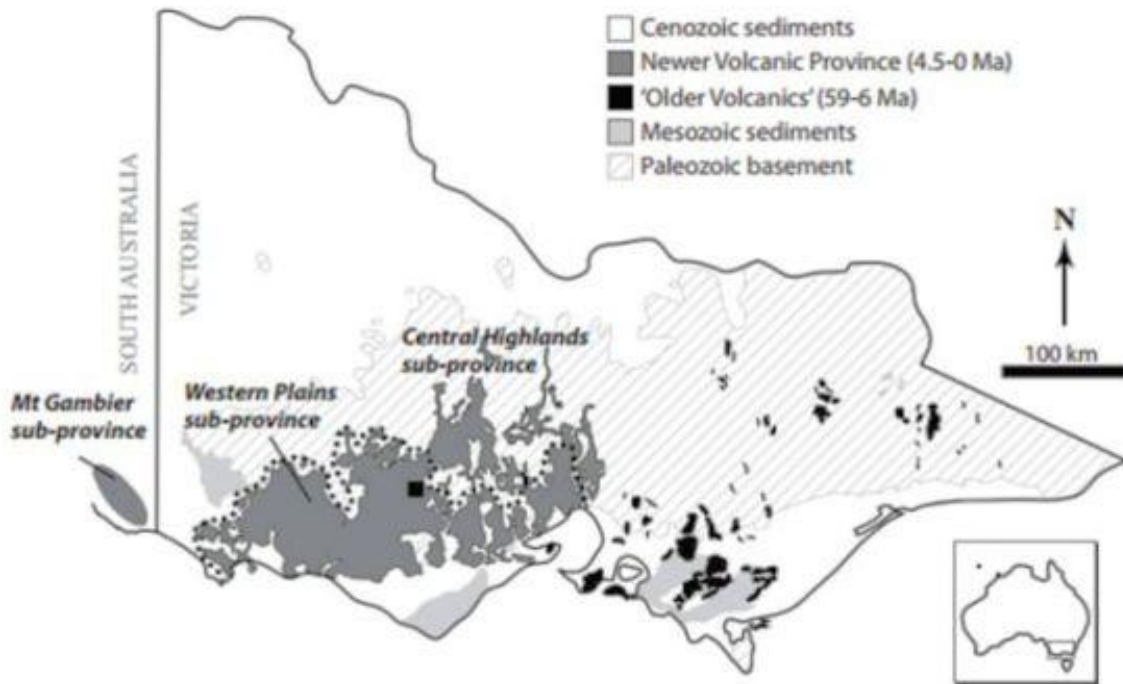 Cenozoic sediments
Newer Volcanic Province (4.5-0 Ma)
'Older Volcanics' (59-6 Ma)
Mesozoic sediments
Paleozoic basement
SOUTH AUSTRALIA
VICTORIA
N
100 km
Central Highlands
sub-province
Western Plains
sub-province
Mt Gambier
sub-province